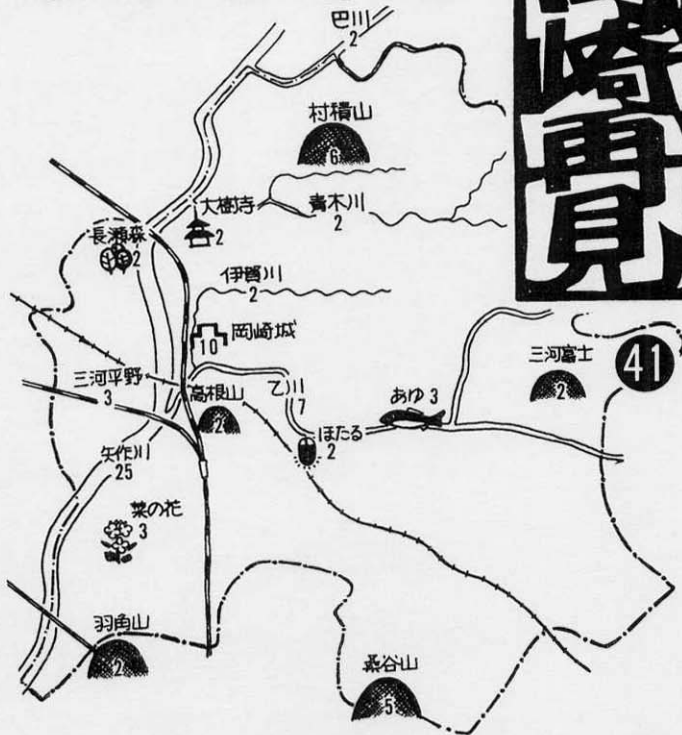 巴川
2
村積山
6
大樹寺
2
青木川
2
長瀬森
2
伊賀川
2
岡崎城
10
三河平野
3
高根山
2
乙川
7
あゆ 3
三河富士
2
41
ほたる
2
矢作川
25
菜の花
3
羽角山
2
桑谷山
5
崎
再
見